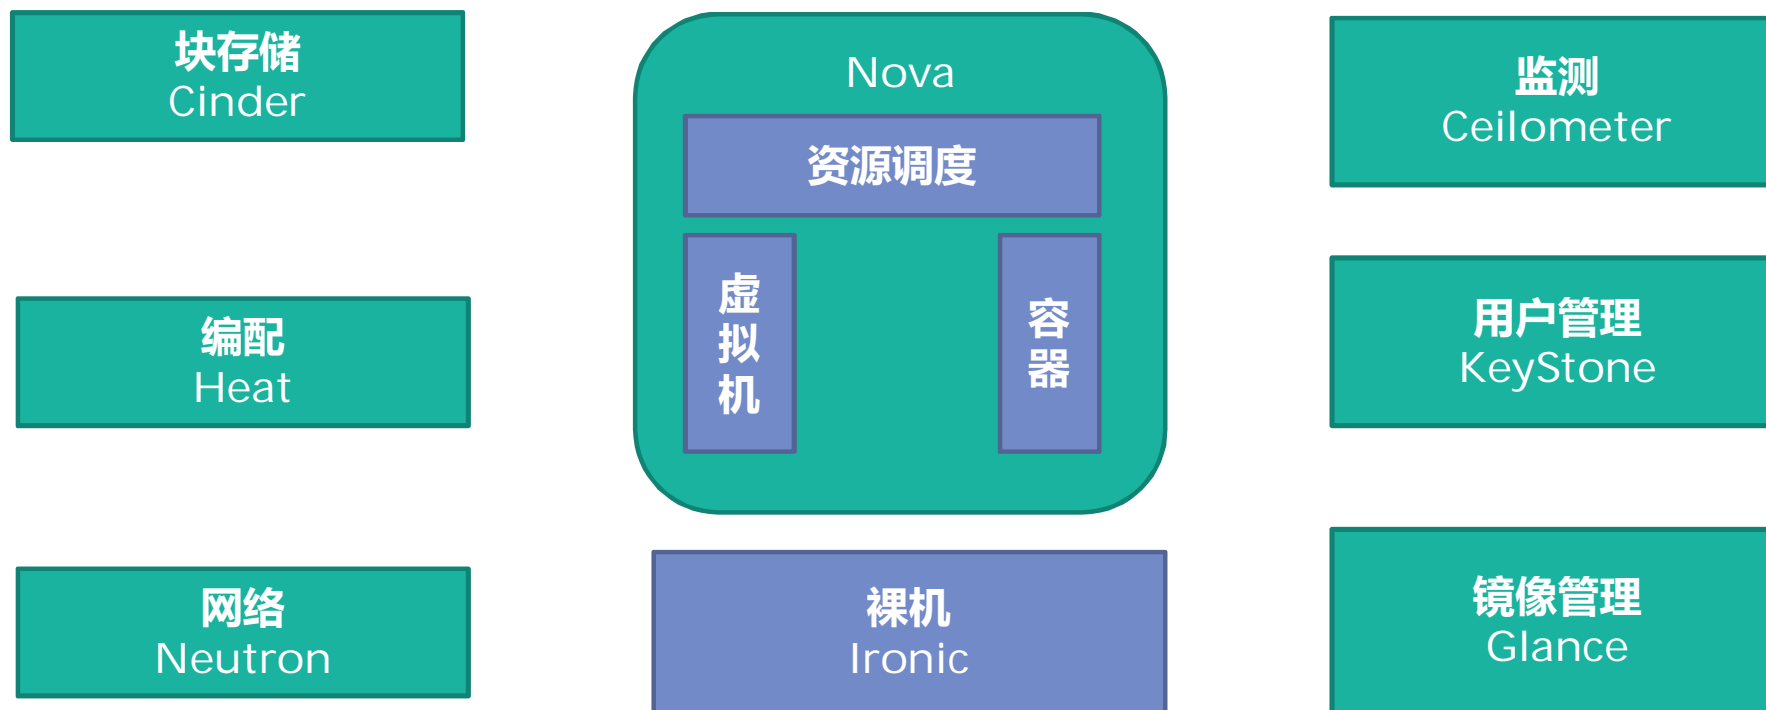 块存储
Cinder
编配
Heat
网络
Neutron
Nova
资源调度
虚
拟
机
容
器
裸机
Ironic
监测
Ceilometer
用户管理
KeyStone
镜像管理
Glance